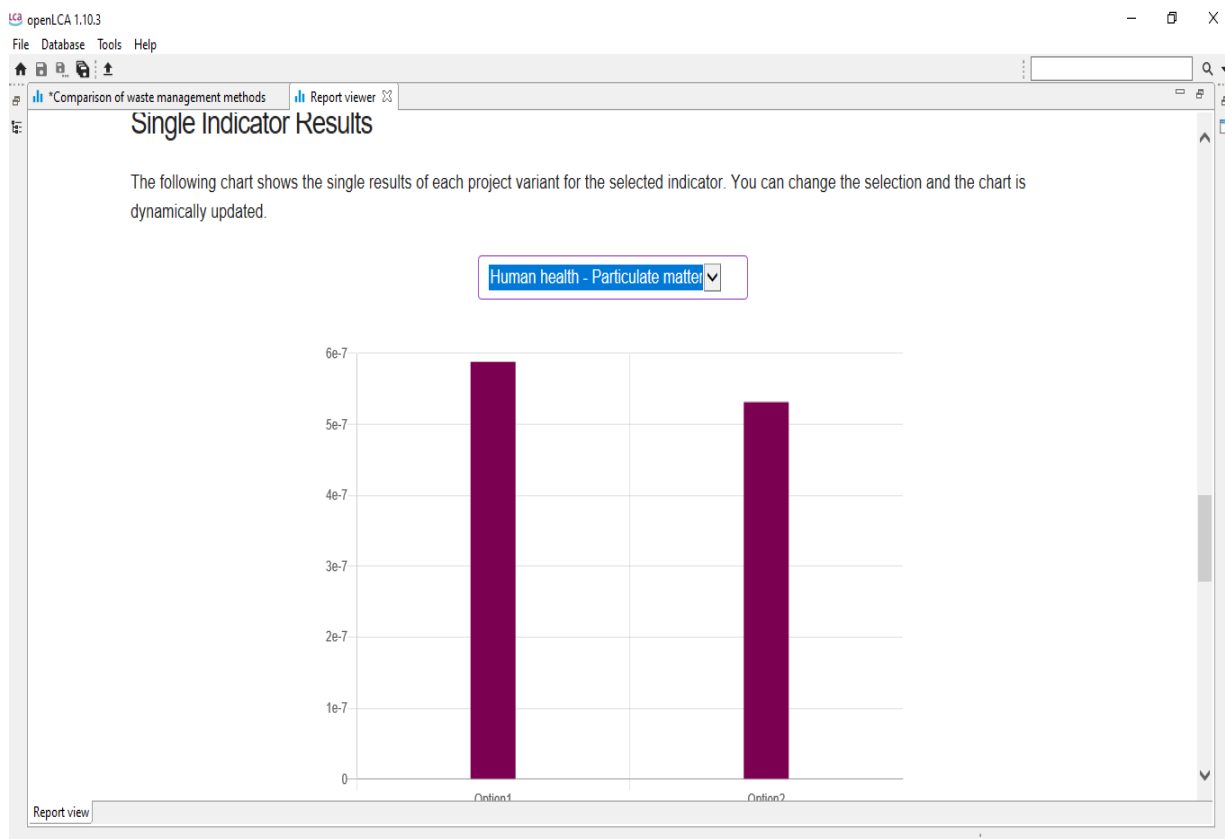 LCA openLCA 1.10.3
File Database Tools Help
*Comparison of waste management methods Report viewer
Single Indicator Results
The following chart shows the single results of each project variant for the selected indicator. You can change the selection and the chart is
dynamically updated.
Human health - Particulate matter
6e-7
5e-7
4e-7
3e-7
2e-7
1e-7
0
Option1 Option2
Report view